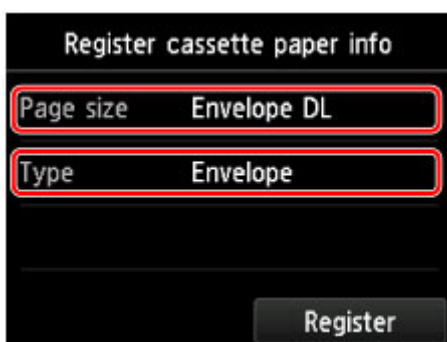 Register cassette paper info
Page size Envelope DL
Type Envelope
Register